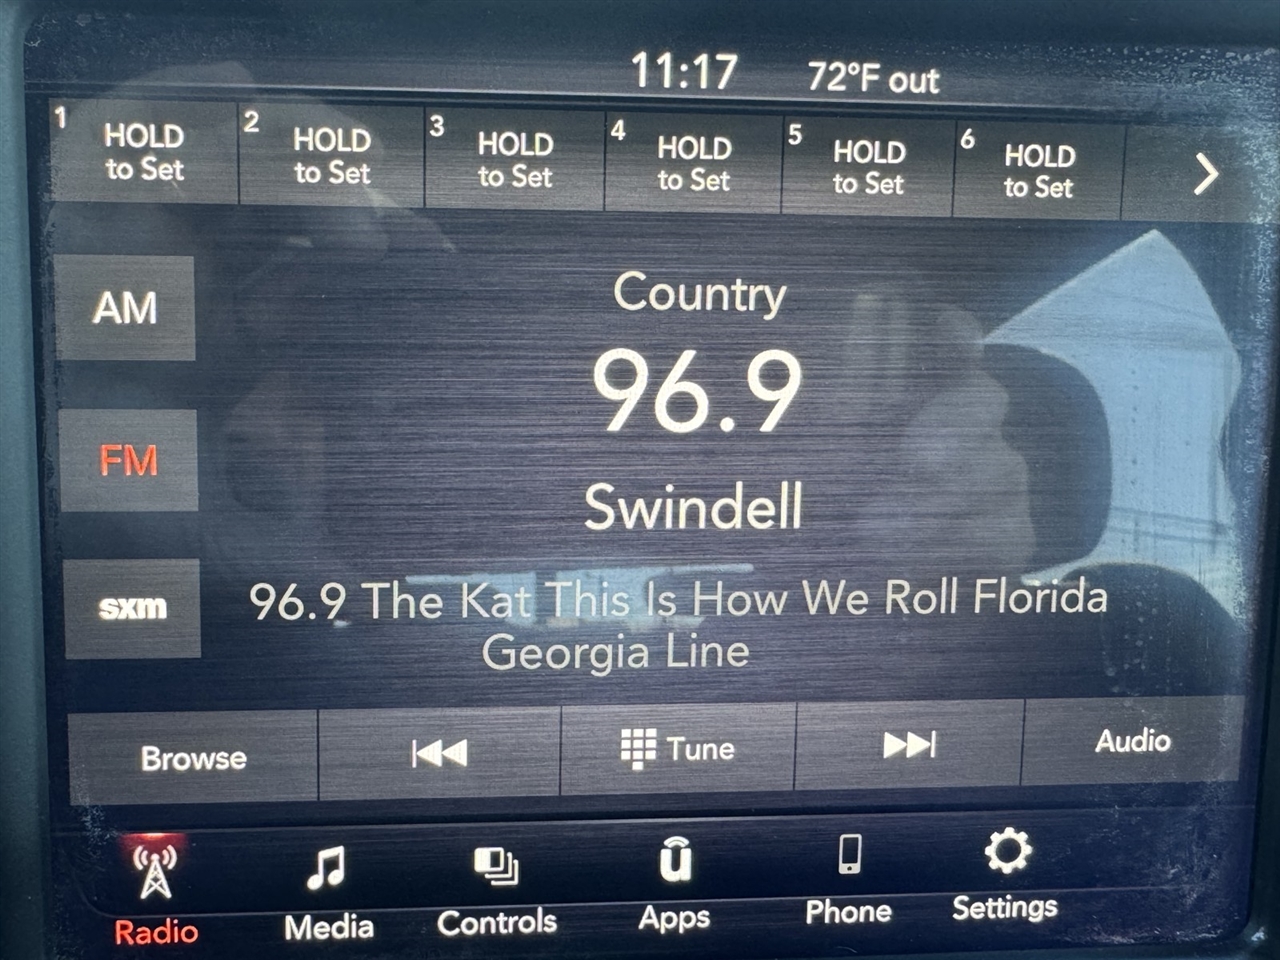 11:17 72°F out
1 HOLD to Set
2 HOLD to Set
3 HOLD to Set
4 HOLD to Set
5 HOLD to Set
6 HOLD to Set
AM
Country
96.9
FM
Swindell
sxm
96.9 The Kat This Is How We Roll Florida
Georgia Line
Browse Tune Audio
Radio Media Controls Apps Phone Settings